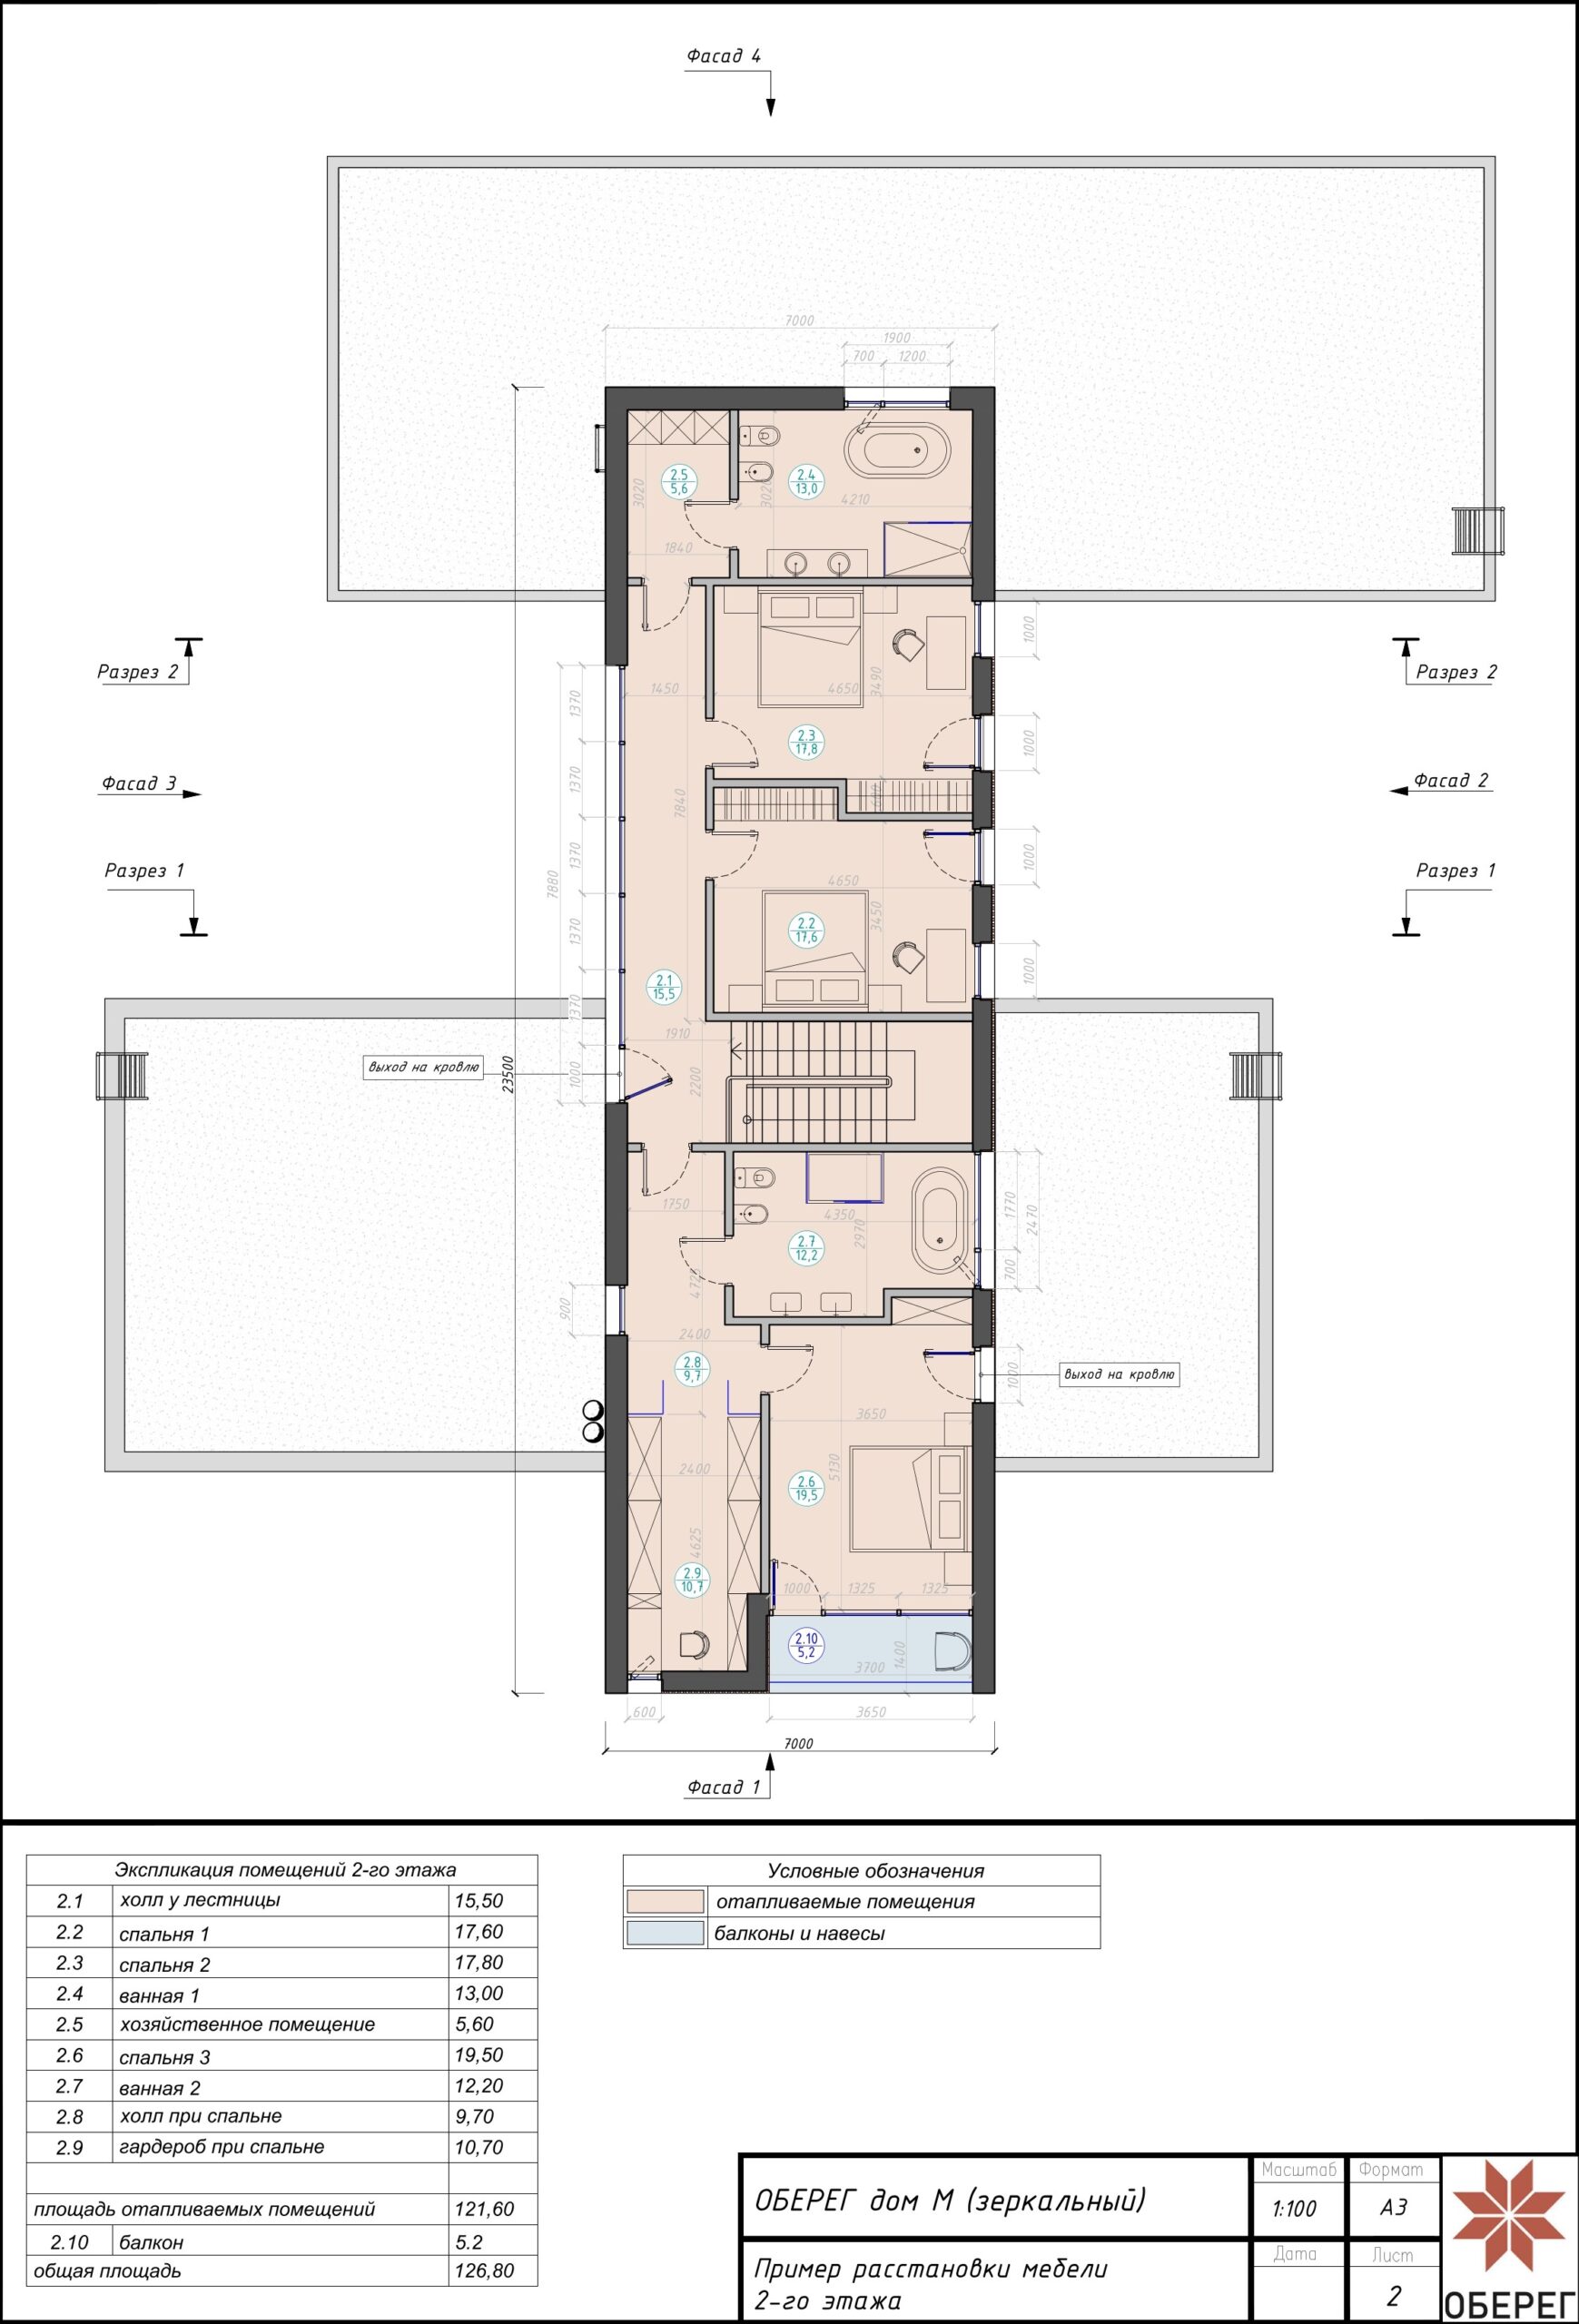 Фасад 4
7000
1900
700 1200
2.5
5,6
2.4
13,0
3020
3020
4210
1840
1000
Разрез 2
Разрез 2
1450
4650
3490
1370
2.3
17,8
1000
Фасад 3
Фасад 2
1370
7840
600
Разрез 1
Разрез 1
1370
7880
4650
1000
2.2
17,6
3450
1370
1000
2.1
15,5
1370
1910
выход на кровлю
23500
1000
2200
1750
4350
2970
1770
2470
2.7
12,2
700
4725
900
2400
2.8
9,7
1000
выход на кровлю
3650
2400
5130
2.6
19,5
4625
2.9
10,7
1000 1325 1325
2.10
5,2
1400
3700
600
3650
7000
Фасад 1
Экспликация помещений 2-го этажа
2.1 холл у лестницы 15,50
2.2 спальня 1 17,60
2.3 спальня 2 17,80
2.4 ванная 1 13,00
2.5 хозяйственное помещение 5,60
2.6 спальня 3 19,50
2.7 ванная 2 12,20
2.8 холл при спальне 9,70
2.9 гардероб при спальне 10,70
площадь отапливаемых помещений 121,60
2.10 балкон 5.2
общая площадь 126,80
Условные обозначения
отапливаемые помещения
балконы и навесы
ОБЕРЕГ дом М (зеркальный)
Масштаб
1:100
Формат
А3
Пример расстановки мебели
2-го этажа
Дата
Лист
2
ОБЕРЕГ